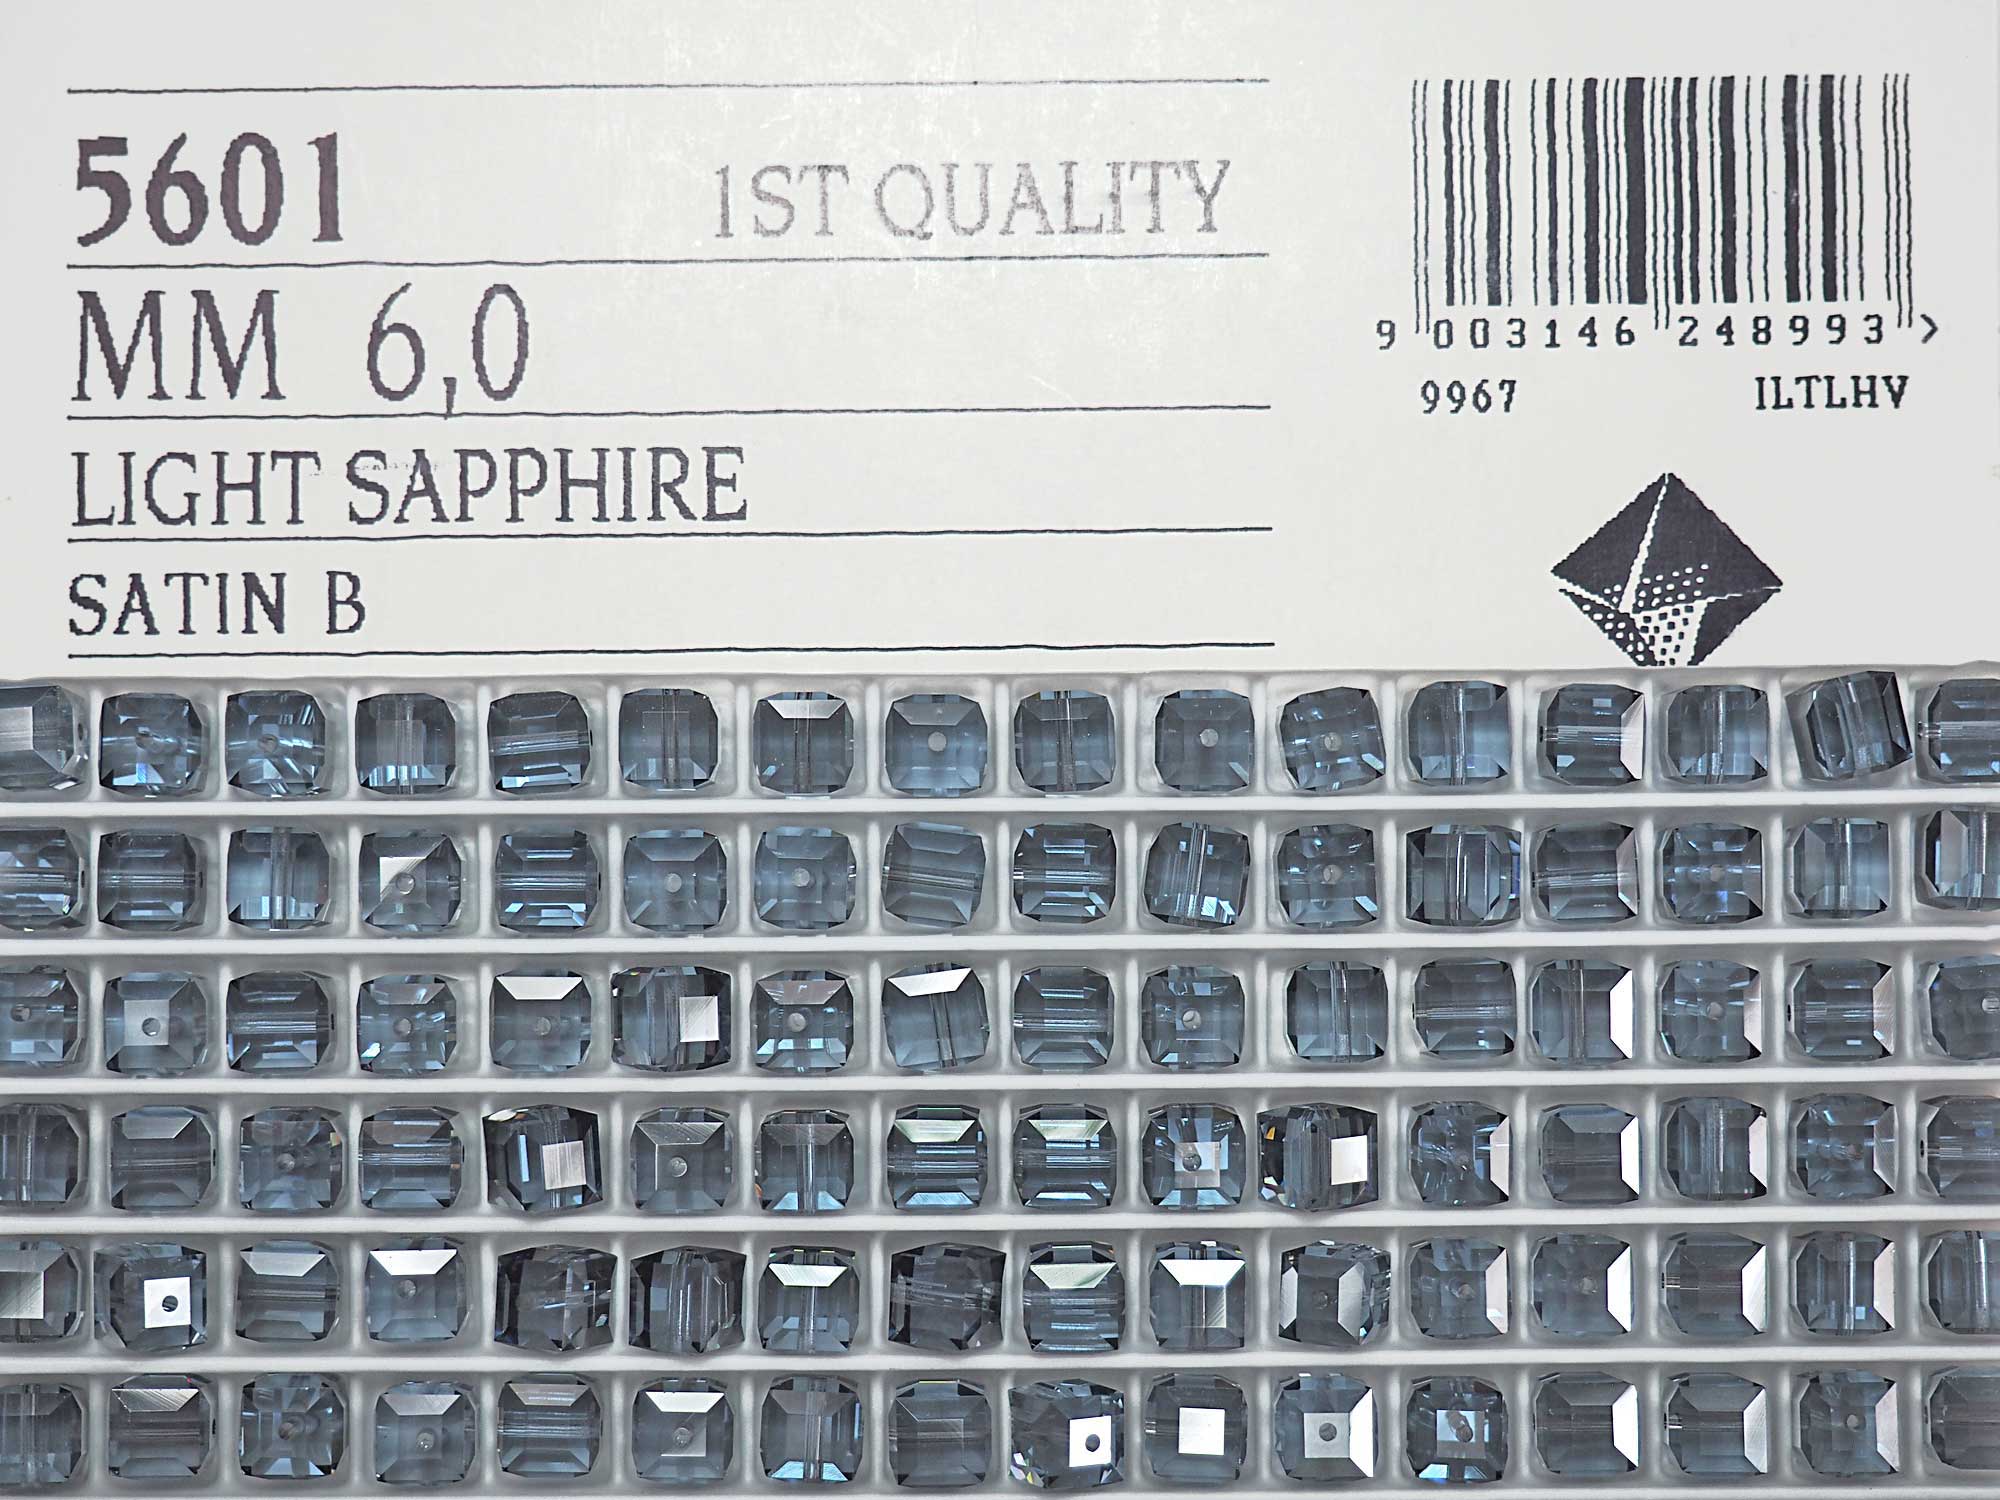 5601 1ST QUALITY
MM 6,0
LIGHT SAPPHIRE
SATIN B
9 003146 248993 >
9967 ILTLHV